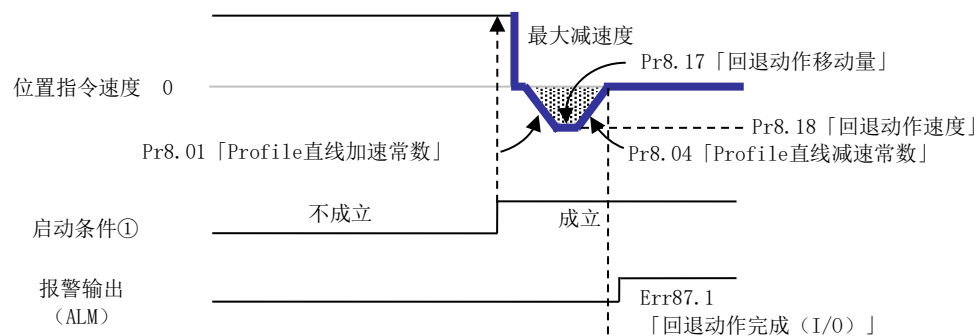 最大减速度
Pr8.17「回退动作移动量」
位置指令速度 0
Pr8.18「回退动作速度」
Pr8.01「Profile直线加速常数」
Pr8.04「Profile直线减速常数」
不成立
成立
启动条件①
报警输出
（ALM）
Err87.1
「回退动作完成（I/O）」